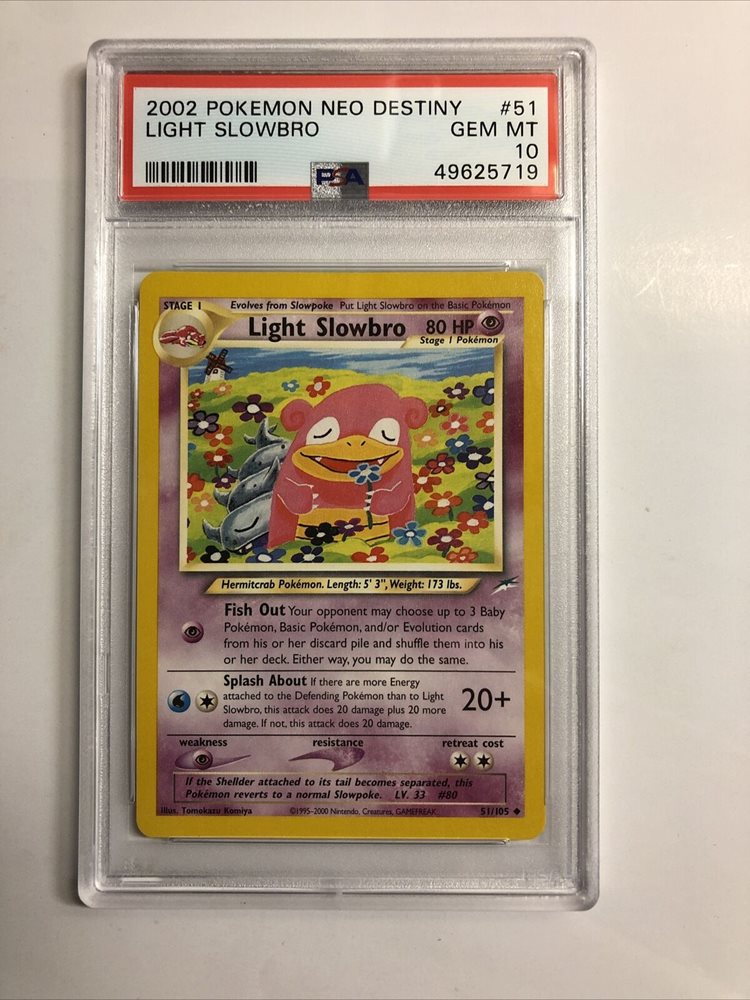 2002 POKEMON NEO DESTINY #51
LIGHT SLOWBRO GEM MT
10
49625719
PSA
STAGE 1 Evolves from Slowpoke Put Light Slowbro on the Basic Pokémon
Light Slowbro 80 HP
Stage 1 Pokémon
Hermitcrab Pokémon. Length: 5' 3", Weight: 173 lbs.
Fish Out Your opponent may choose up to 3 Baby
Pokémon, Basic Pokémon, and/or Evolution cards
from his or her discard pile and shuffle them into his
or her deck. Either way, you may do the same.
Splash About If there are more Energy
attached to the Defending Pokémon than to Light
Slowbro, this attack does 20 damage plus 20 more
damage. If not, this attack does 20 damage.
20+
weakness resistance retreat cost
If the Shellder attached to its tail becomes separated, this
Pokémon reverts to a normal Slowpoke. LV. 33 #80
Illus. Tomokazu Komiya ©1995-2000 Nintendo, Creatures, GAMEFREAK. 51/105